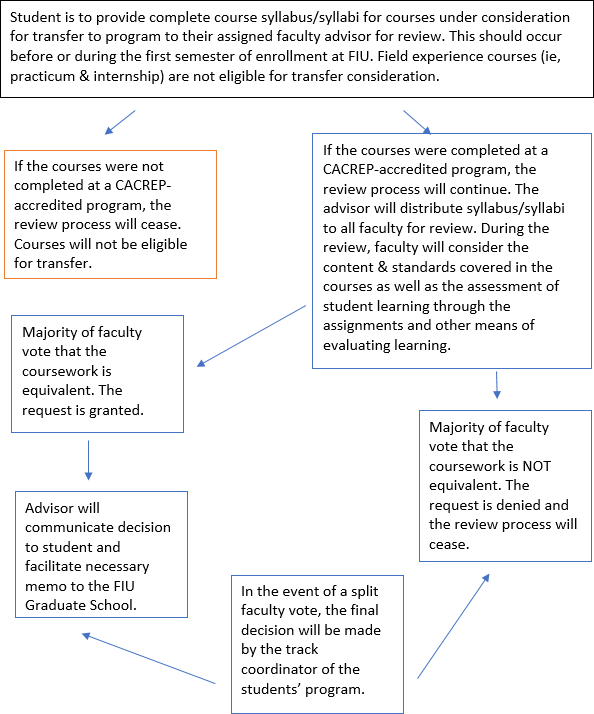 Student is to provide complete course syllabus/syllabi for courses under consideration
for transfer to program to their assigned faculty advisor for review. This should occur
before or during the first semester of enrollment at FIU. Field experience courses (ie,
practicum & internship) are not eligible for transfer consideration.
If the courses were not
completed at a CACREP-
accredited program, the
review process will cease.
Courses will not be eligible
for transfer.
If the courses were completed at a
CACREP-accredited program, the
review process will continue. The
advisor will distribute syllabus/syllabi
to all faculty for review. During the
review, faculty will consider the
content & standards covered in the
courses as well as the assessment of
student learning through the
assignments and other means of
evaluating learning.
Majority of faculty
vote that the
coursework is
equivalent. The
request is granted.
Majority of faculty
vote that the
coursework is NOT
equivalent. The
request is denied and
the review process will
cease.
Advisor will
communicate decision
to student and
facilitate necessary
memo to the FIU
Graduate School.
In the event of a split
faculty vote, the final
decision will be made
by the track
coordinator of the
students’ program.